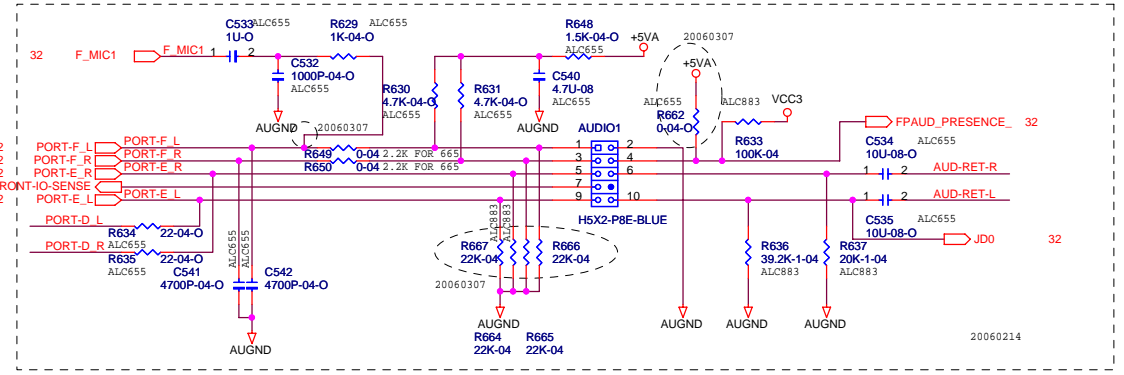 C533 ALC655
1U-O
R629 ALC655
1K-04-O
R648
1.5K-04-O
ALC655
+5VA
20060307
+5VA
32 F_MIC1 F_MIC1 1 2
C532
1000P-04-O
ALC655
R630
4.7K-04-O
ALC655
R631
4.7K-04-O
ALC655
C540
4.7U-08
ALC655
ALC655
R662
0-04-O
ALC883
VCC3
R633
100K-04
FPAUD_PRESENCE_ 32
AUGND
20060307
AUGND
AUDIO1
2 PORT-F_L PORT-F_L
2 PORT-F_R PORT-F_R
2 PORT-E_R PORT-E_R
RONT-IO-SENSE
2 PORT-E_L PORT-E_L
R649 0-04 2.2K FOR 665
R650 0-04 2.2K FOR 665
1 2
3 4
5 6
7
9 10
H5X2-P8E-BLUE
C534
10U-08-O
1 2 AUD-RET-R
ALC655
1 2 AUD-RET-L
C535
10U-08-O
ALC655
JD0 32
PORT-D_L
R634 22-04-O
ALC655
PORT-D_R
R635 22-04-O
ALC655
ALC655
ALC655
C541
4700P-04-O
C542
4700P-04-O
ALC883
ALC883
R667
22K-04
R666
22K-04
20060307
R636
39.2K-1-04
ALC883
R637
20K-1-04
ALC883
AUGND
AUGND
AUGND
AUGND
AUGND
R664
22K-04
R665
22K-04
20060214